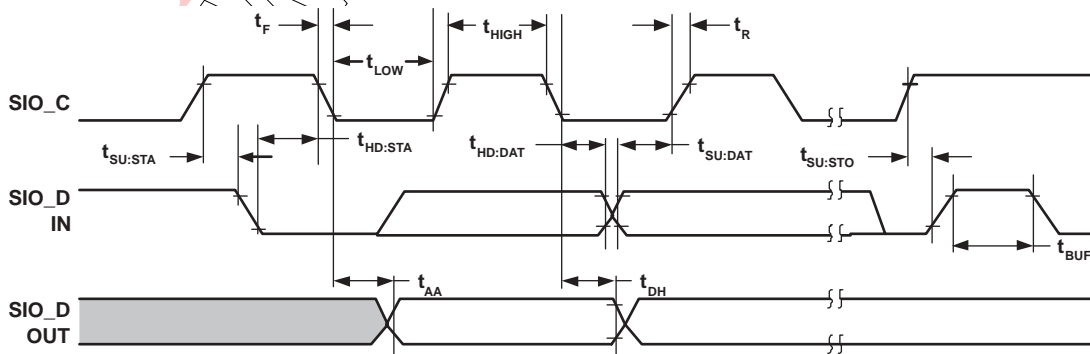 tF
tHIGH
tR
tLOW
SIO_C
tSU:STA
tHD:STA
tHD:DAT
tSU:DAT
tSU:STO
SIO_D
IN
tBUF
tAA
tDH
SIO_D
OUT